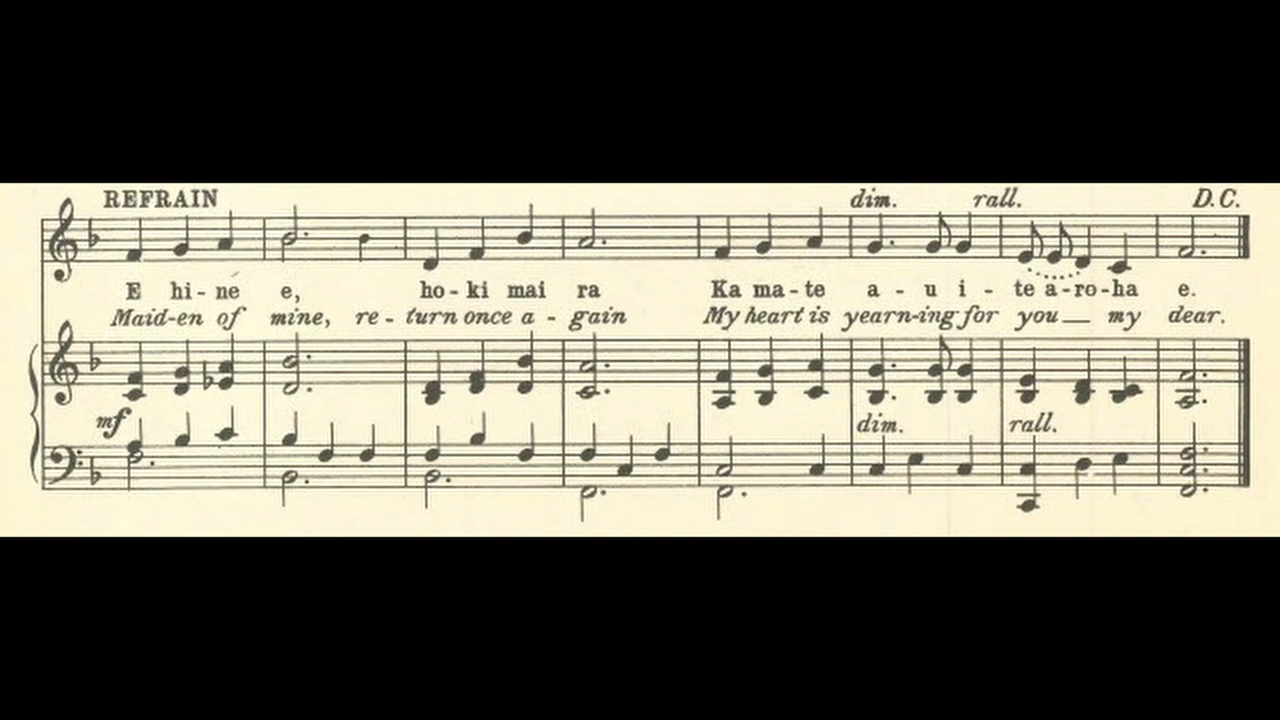 REFRAIN dim. rall. D.C.
E hi-ne e, ho-ki mai ra Ka ma-te a-u i-te a-ro-ha e.
Maid-en of mine, re-turn once a-gain My heart is yearn-ing for you my dear.
mf dim. rall.